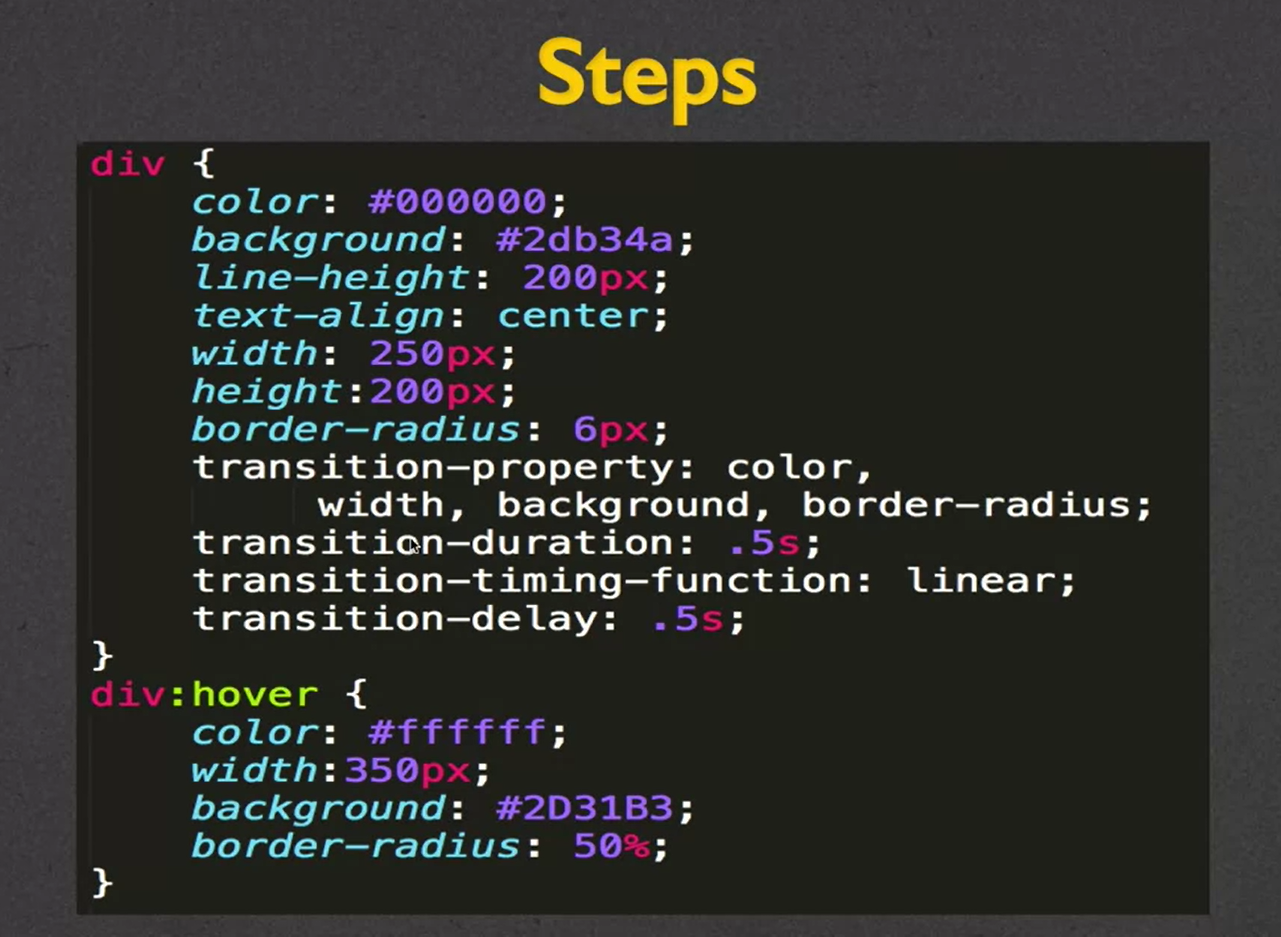 Steps
div {
color: #000000;
background: #2db34a;
line-height: 200px;
text-align: center;
width: 250px;
height:200px;
border-radius: 6px;
transition-property: color,
width, background, border-radius;
transition-duration: .5s;
transition-timing-function: linear;
transition-delay: .5s;
}
div:hover {
color: #ffffff;
width:350px;
background: #2D31B3;
border-radius: 50%;
}